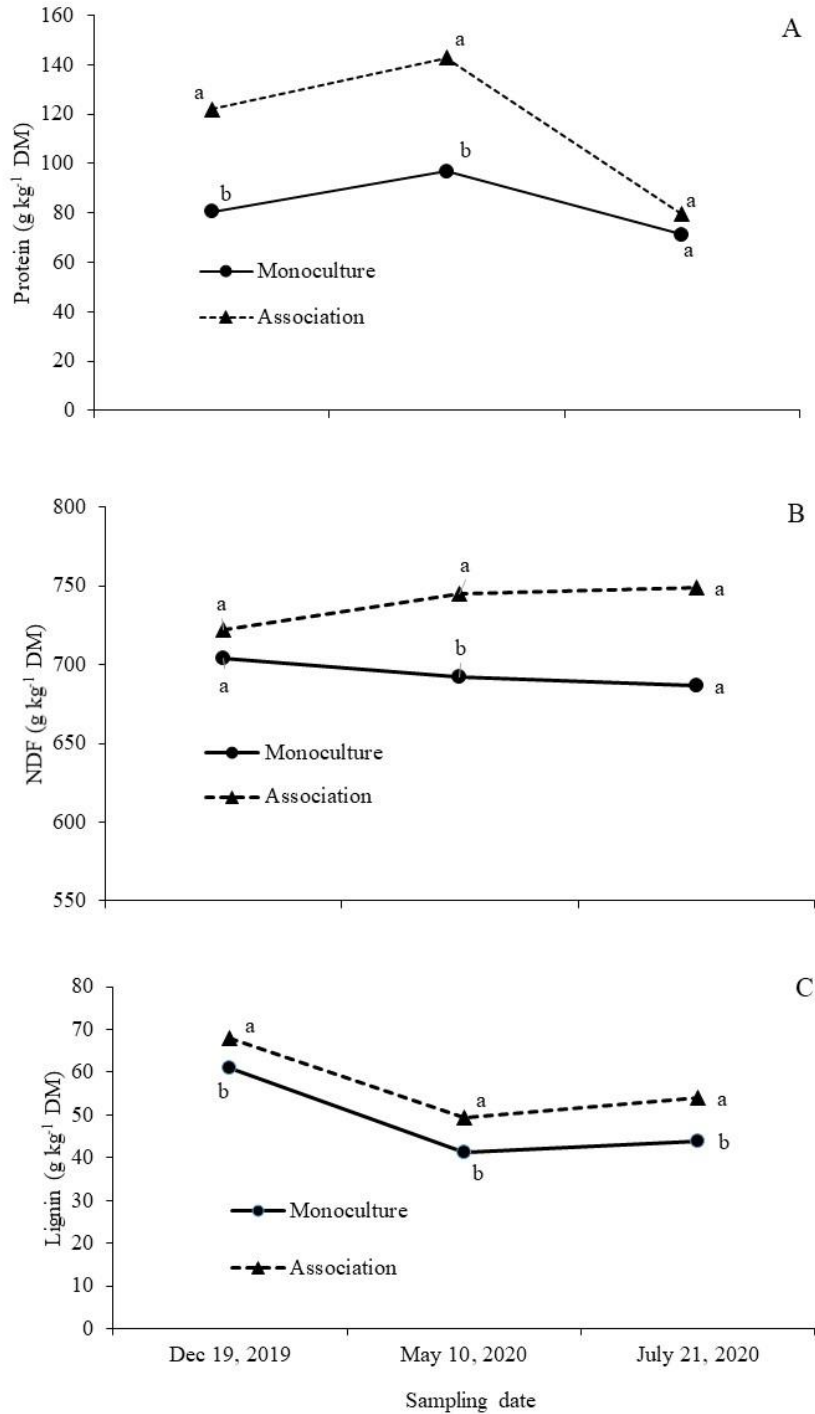 A
160
140
120
100
80
60
40
20
0
Protein (g kg-1 DM)
a
a
a
b
b
a
Monoculture
Association
B
800
750
700
650
600
550
NDF (g kg-1 DM)
a
a
a
a
b
a
Monoculture
Association
C
80
70
60
50
40
30
20
10
0
Lignin (g kg-1 DM)
a
a
a
b
b
b
Monoculture
Association
Dec 19, 2019 May 10, 2020 July 21, 2020
Sampling date